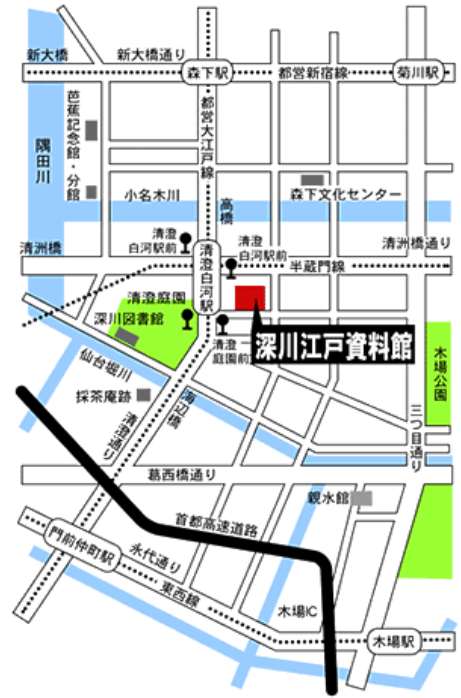 新大橋
新大橋通り
森下駅
都営新宿線
菊川駅
芭蕉記念館・分館
都営大江戸線
隅田川
小名木川
高橋
森下文化センター
清澄
白河駅前
清澄
白河駅前
清洲橋
清洲橋通り
清澄白河駅
半蔵門線
清澄庭園
深川図書館
清澄
庭園前
深川江戸資料館
木場公園
仙台堀川
採茶庵跡
海辺橋
清澄通り
三つ目通り
葛西橋通り
親水館
首都高速道路
門前仲町駅
永代通り
東西線
木場IC
木場駅